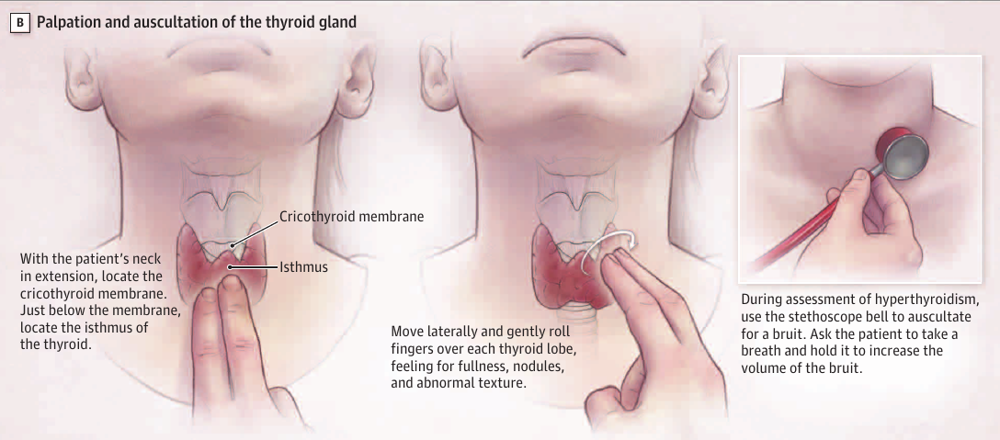 B Palpation and auscultation of the thyroid gland
Cricothyroid membrane
Isthmus
With the patient's neck
in extension, locate the
cricothyroid membrane.
Just below the membrane,
locate the isthmus of
the thyroid.
Move laterally and gently roll
fingers over each thyroid lobe,
feeling for fullness, nodules,
and abnormal texture.
During assessment of hyperthyroidism,
use the stethoscope bell to auscultate
for a bruit. Ask the patient to take a
breath and hold it to increase the
volume of the bruit.